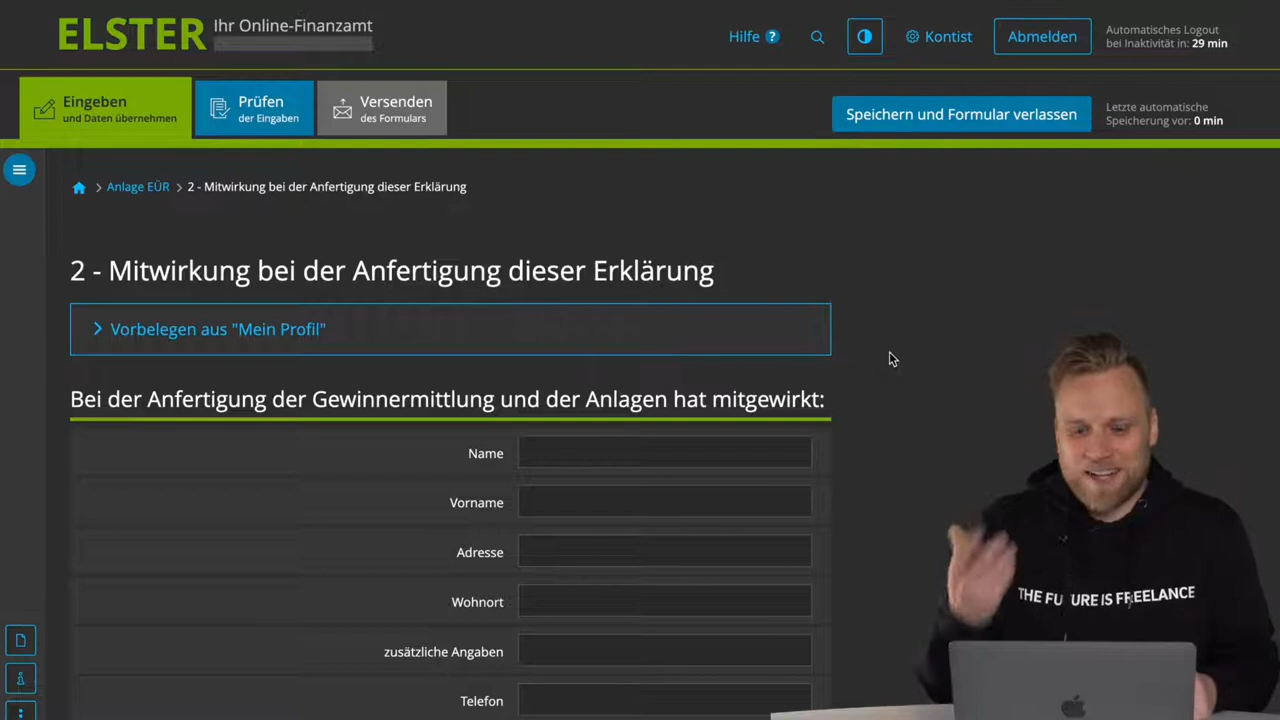 ELSTER Ihr Online-Finanzamt
Hilfe ?
Kontist
Abmelden
Automatisches Logout
bei Inaktivität in: 29 min
Eingeben
und Daten übernehmen
Prüfen
der Eingaben
Versenden
des Formulars
Speichern und Formular verlassen
Letzte automatische
Speicherung vor: 0 min
Anlage EÜR > 2 - Mitwirkung bei der Anfertigung dieser Erklärung
2 - Mitwirkung bei der Anfertigung dieser Erklärung
Vorbelegen aus "Mein Profil"
Bei der Anfertigung der Gewinnermittlung und der Anlagen hat mitgewirkt:
Name
Vorname
Adresse
Wohnort
zusätzliche Angaben
Telefon
THE FUTURE IS FREELANCE